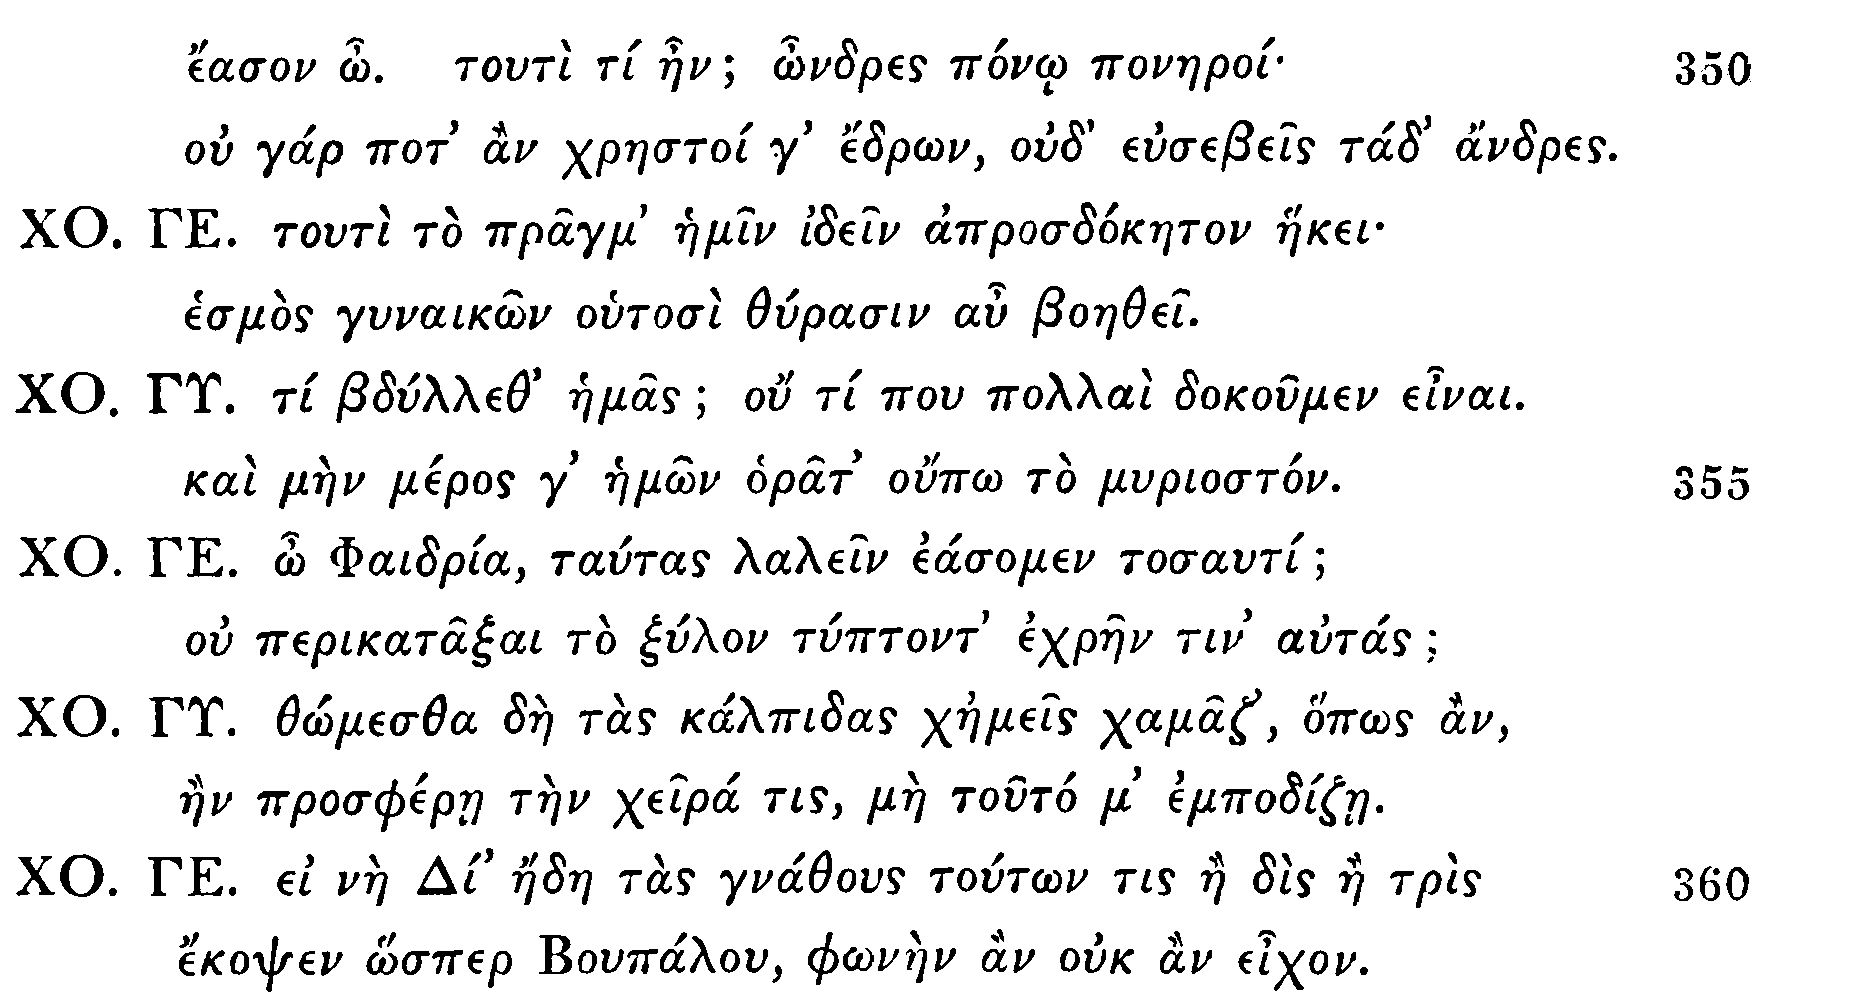 ἔασον ὦ. τουτὶ τί ἦν; ὦνδρες πόνῳ πονηροί· 350
οὐ γάρ ποτ’ ἂν χρηστοί γ’ ἔδρων, οὐδ’ εὐσεβεῖς τάδ’ ἄνδρες.
ΧΟ. ΓΕ. τουτὶ τὸ πρᾶγμ’ ἡμῖν ἰδεῖν ἀπροσδόκητον ἥκει·
ἑσμὸς γυναικῶν οὑτοσὶ θύρασιν αὖ βοηθεῖ.
ΧΟ. ΓΥ. τί βδύλλεθ’ ἡμᾶς; οὔ τί που πολλαὶ δοκοῦμεν εἶναι.
καὶ μὴν μέρος γ’ ἡμῶν ὁρᾶτ’ οὔπω τὸ μυριοστόν. 355
ΧΟ. ΓΕ. ὦ Φαιδρία, ταύτας λαλεῖν ἐάσομεν τοσαυτί;
οὐ περικατᾶξαι τὸ ξύλον τύπτοντ’ ἐχρῆν τιν’ αὐτάς;
ΧΟ. ΓΥ. θώμεσθα δὴ τὰς κάλπιδας χἠμεῖς χαμᾶζ’, ὅπως ἂν,
ἢν προσφέρῃ τὴν χεῖρά τις, μὴ τοῦτό μ’ ἐμποδίζῃ.
ΧΟ. ΓΕ. εἰ νὴ Δί’ ἤδη τὰς γνάθους τούτων τις ἢ δὶς ἢ τρὶς 360
ἔκοψεν ὥσπερ Βουπάλου, φωνὴν ἂν οὐκ ἂν εἶχον.